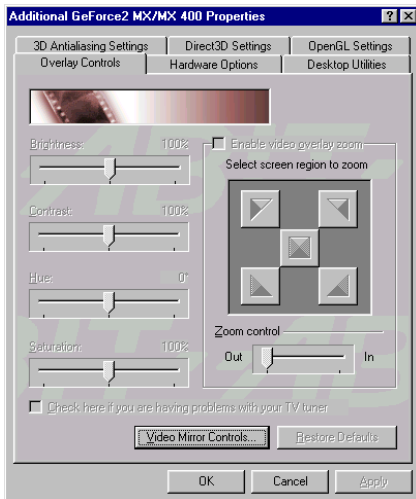 Additional GeForce2 MX/MX 400 Properties
3D Antialiasing Settings Direct3D Settings OpenGL Settings
Overlay Controls Hardware Options Desktop Utilities
Brightness: 100%
Contrast: 100%
Hue: 0°
Saturation: 100%
Enable video overlay zoom
Select screen region to zoom
Zoom control
Out In
Check here if you are having problems with your TV tuner
Video Mirror Controls... Restore Defaults
OK Cancel Apply